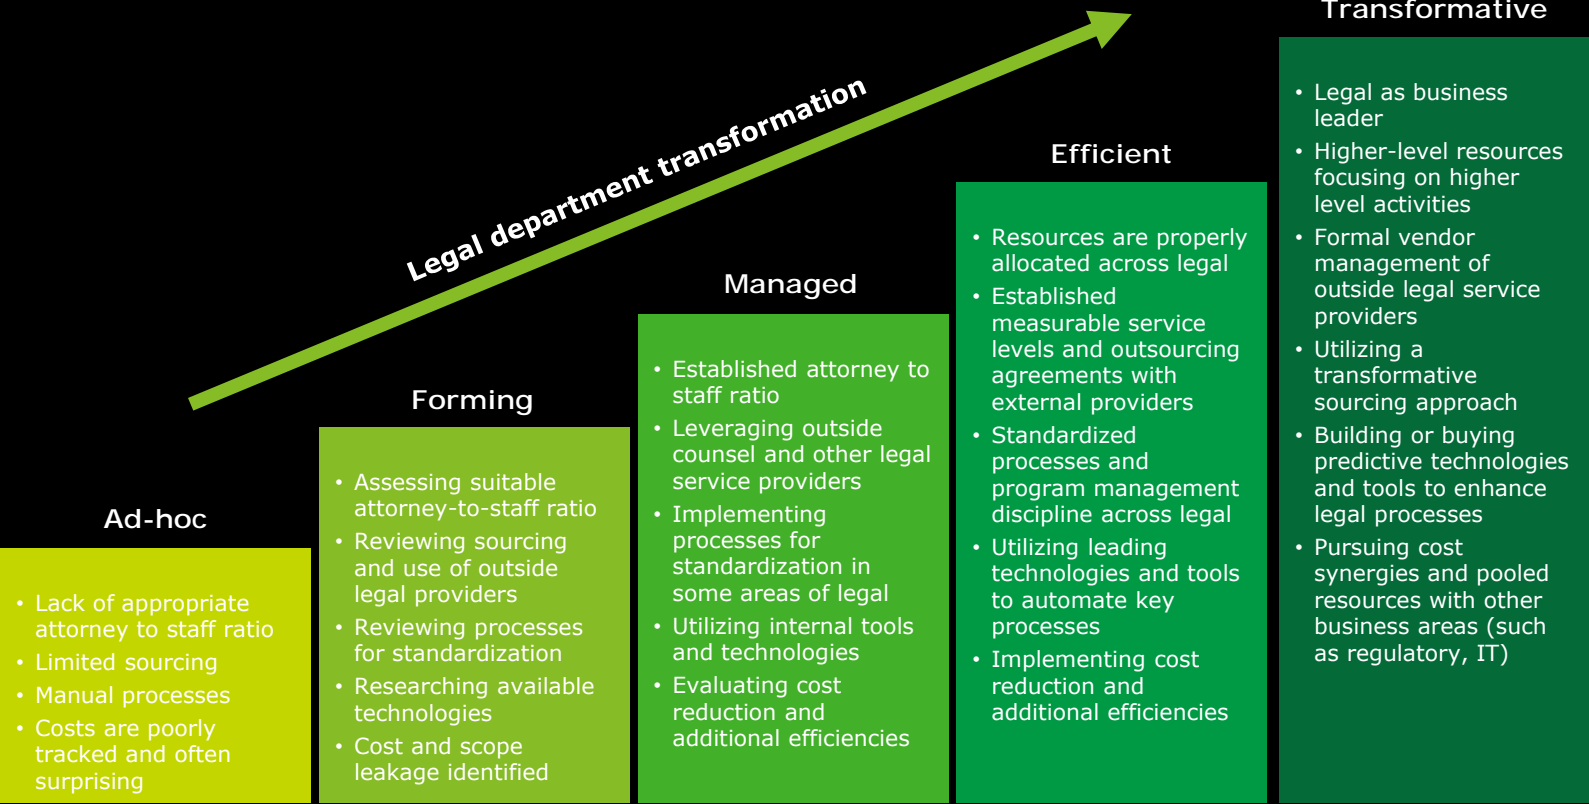 Transformative
• Legal as business
leader
• Higher-level resources
focusing on higher
level activities
• Formal vendor
management of
outside legal service
providers
• Utilizing a
transformative
sourcing approach
• Building or buying
predictive technologies
and tools to enhance
legal processes
• Pursuing cost
synergies and pooled
resources with other
business areas (such
as regulatory, IT)
Legal department transformation
Efficient
• Resources are properly
allocated across legal
• Established
measurable service
levels and outsourcing
agreements with
external providers
• Standardized
processes and
program management
discipline across legal
• Utilizing leading
technologies and tools
to automate key
processes
• Implementing cost
reduction and
additional efficiencies
Managed
• Established attorney to
staff ratio
• Leveraging outside
counsel and other legal
service providers
• Implementing
processes for
standardization in
some areas of legal
• Utilizing internal tools
and technologies
• Evaluating cost
reduction and
additional efficiencies
Forming
• Assessing suitable
attorney-to-staff ratio
• Reviewing sourcing
and use of outside
legal providers
• Reviewing processes
for standardization
• Researching available
technologies
• Cost and scope
leakage identified
Ad-hoc
• Lack of appropriate
attorney to staff ratio
• Limited sourcing
• Manual processes
• Costs are poorly
tracked and often
surprising